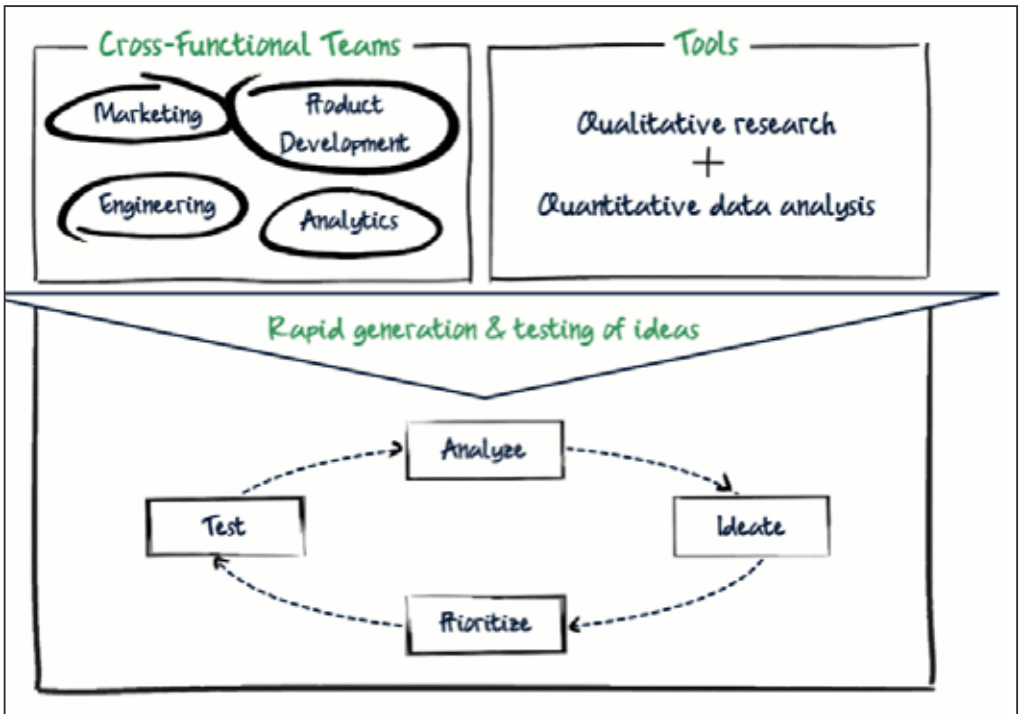 Cross-Functional Teams
Marketing
Product
Development
Engineering
Analytics
Tools
Qualitative research
+
Quantitative data analysis
Rapid generation & testing of ideas
Analyze
Ideate
Prioritize
Test